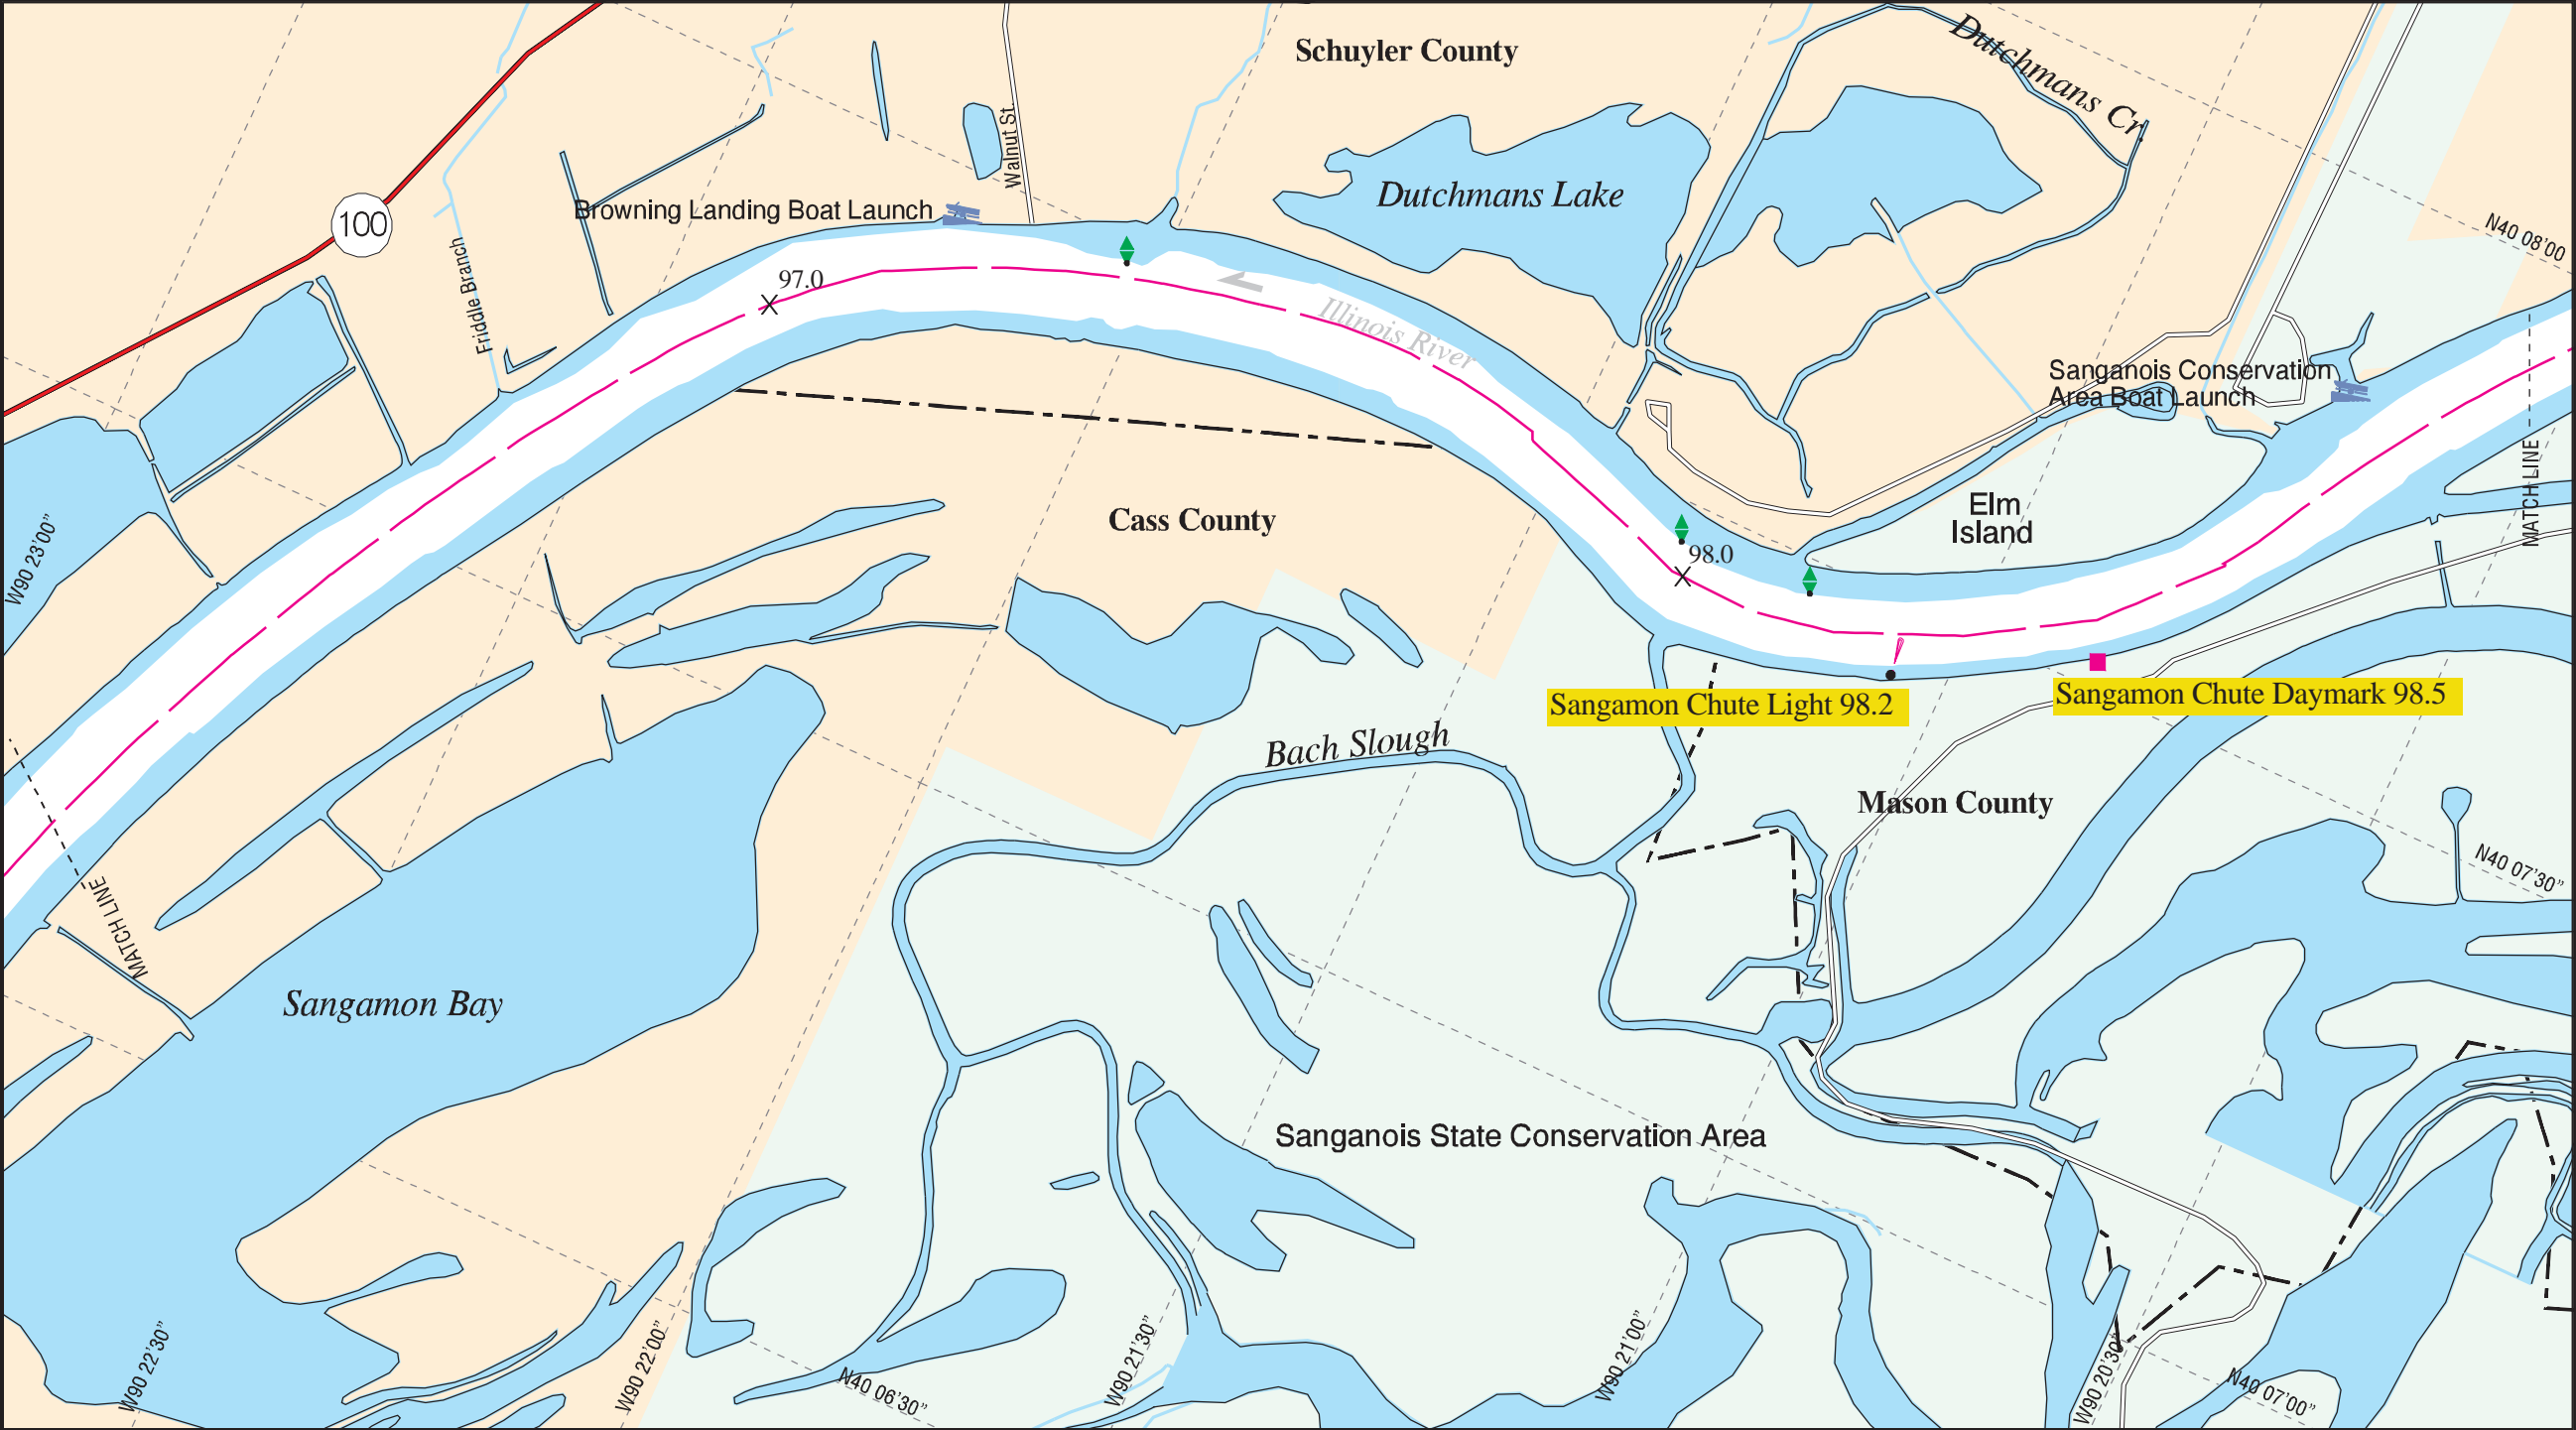 Schuyler County
Dutchmans Cr
Walnut St.
Dutchmans Lake
Browning Landing Boat Launch
100
N40 08'00
Friddle Branch
97.0
Illinois River
Sanganois Conservation
Area Boat Launch
MATCH LINE
Elm
Island
Cass County
98.0
W90 23'00"
Sangamon Chute Light 98.2
Sangamon Chute Daymark 98.5
Bach Slough
Mason County
N40 07'30"
MATCH LINE
Sangamon Bay
Sanganois State Conservation Area
W90 22'30"
W90 22'00"
N40 06'30"
W90 21'30"
W90 21'00"
W90 20'30"
N40 07'00"